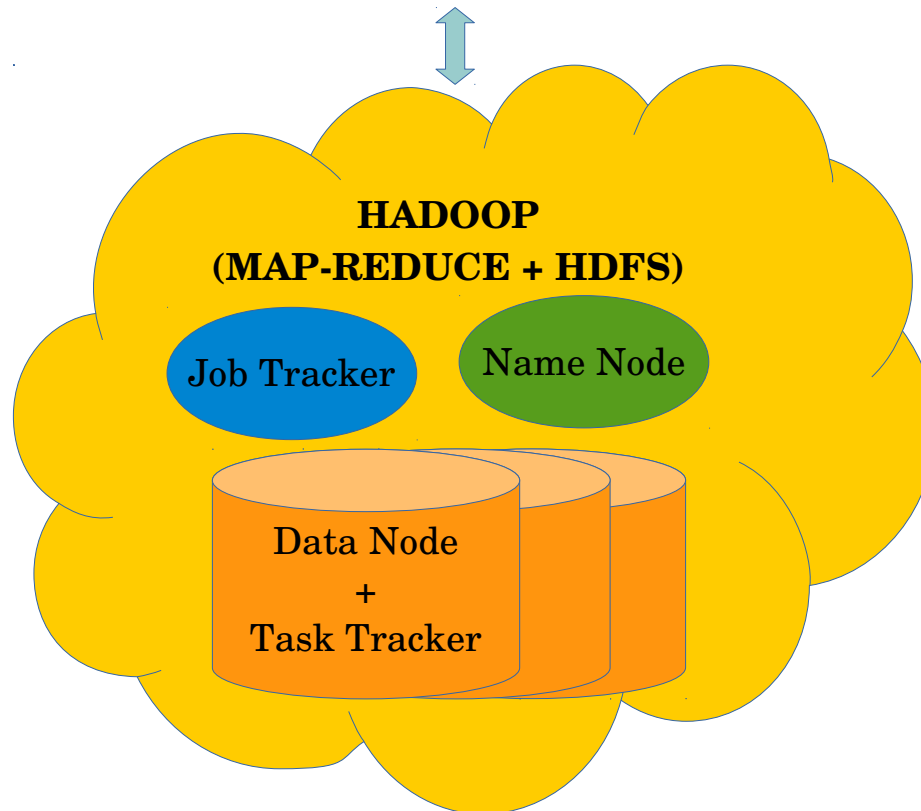 HADOOP
(MAP-REDUCE + HDFS)
Job Tracker
Name Node
Data Node
+
Task Tracker